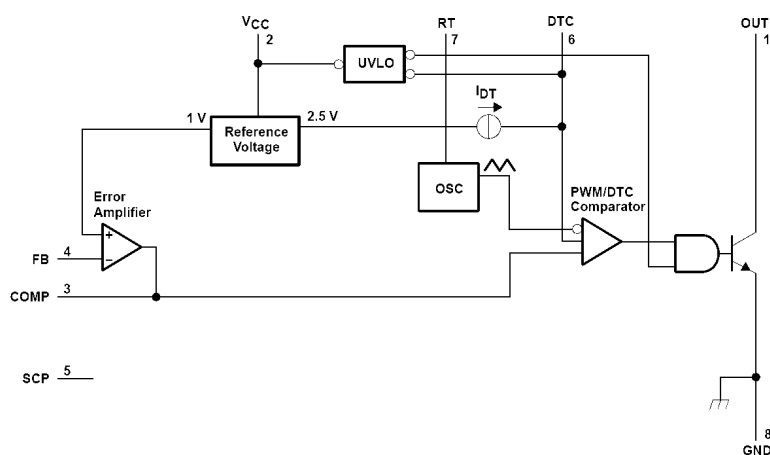 VCC
2
RT
7
DTC
6
OUT
1
UVLO
IDT
1 V
2.5 V
Reference
Voltage
OSC
PWM/DTC
Comparator
Error
Amplifier
+
−
FB
4
COMP
3
SCP
5
8
GND